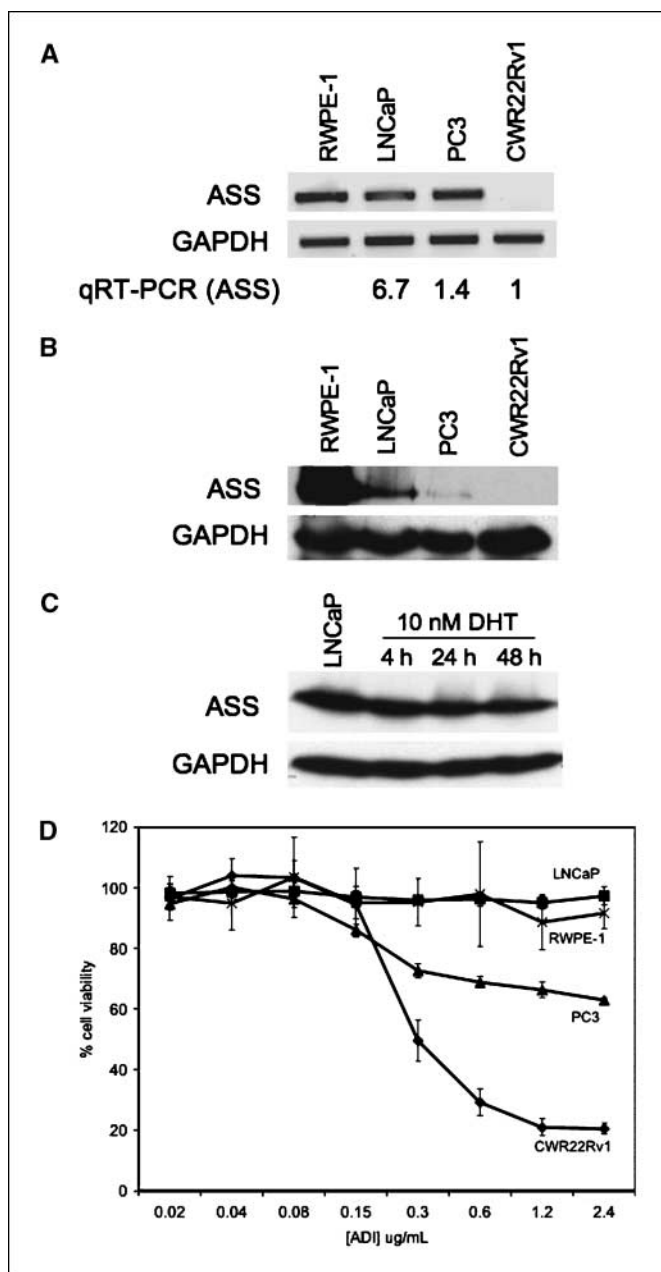 A
RWPE-1 LNCaP PC3 CWR22Rv1
ASS
GAPDH
qRT-PCR (ASS) 6.7 1.4 1
B
RWPE-1 LNCaP PC3 CWR22Rv1
ASS
GAPDH
C
LNCaP 10 nM DHT
4 h 24 h 48 h
ASS
GAPDH
D
120
100
80
60
40
20
0
% cell viability
LNCaP
RWPE-1
PC3
CWR22Rv1
0.02 0.04 0.08 0.15 0.3 0.6 1.2 2.4
[ADI] ug/mL